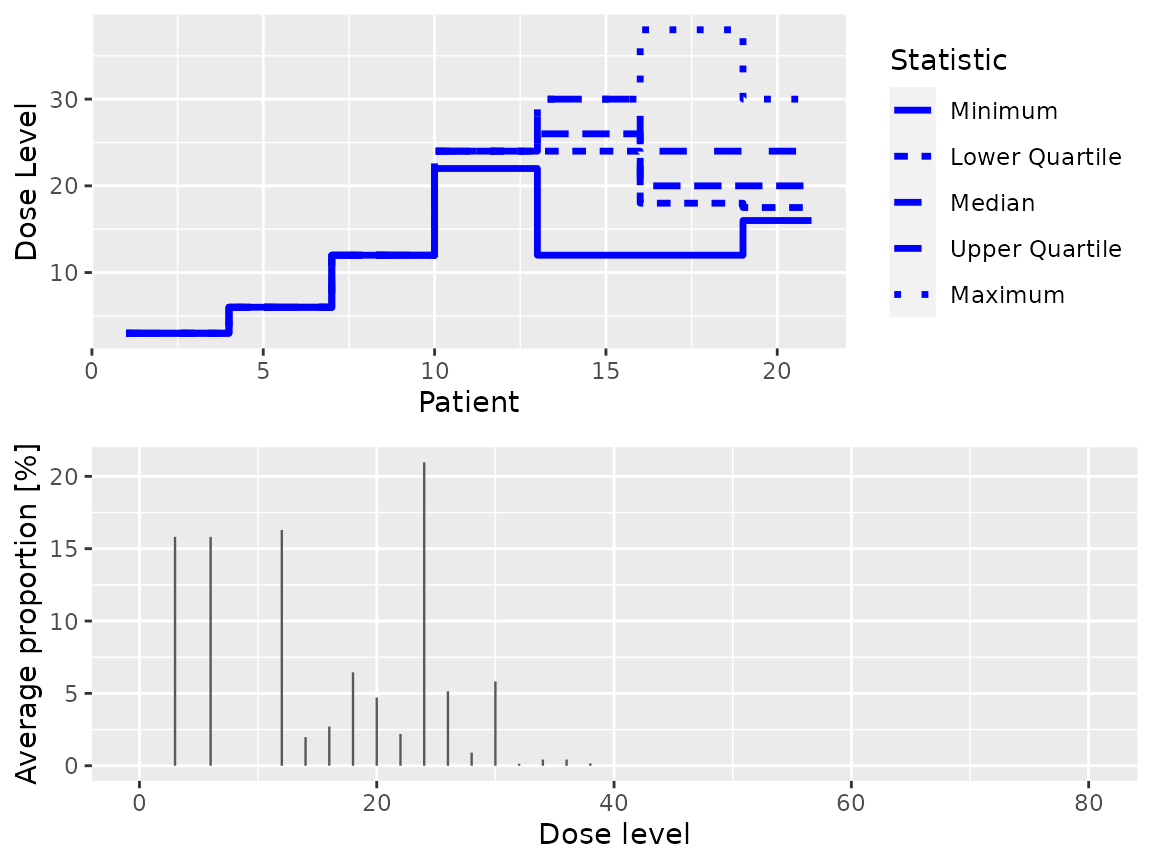 Dose Level
30
20
10
0
5
10
15
20
Patient
Statistic
Minimum
Lower Quartile
Median
Upper Quartile
Maximum
Average proportion [%]
20
15
10
5
0
0
20
40
60
80
Dose level